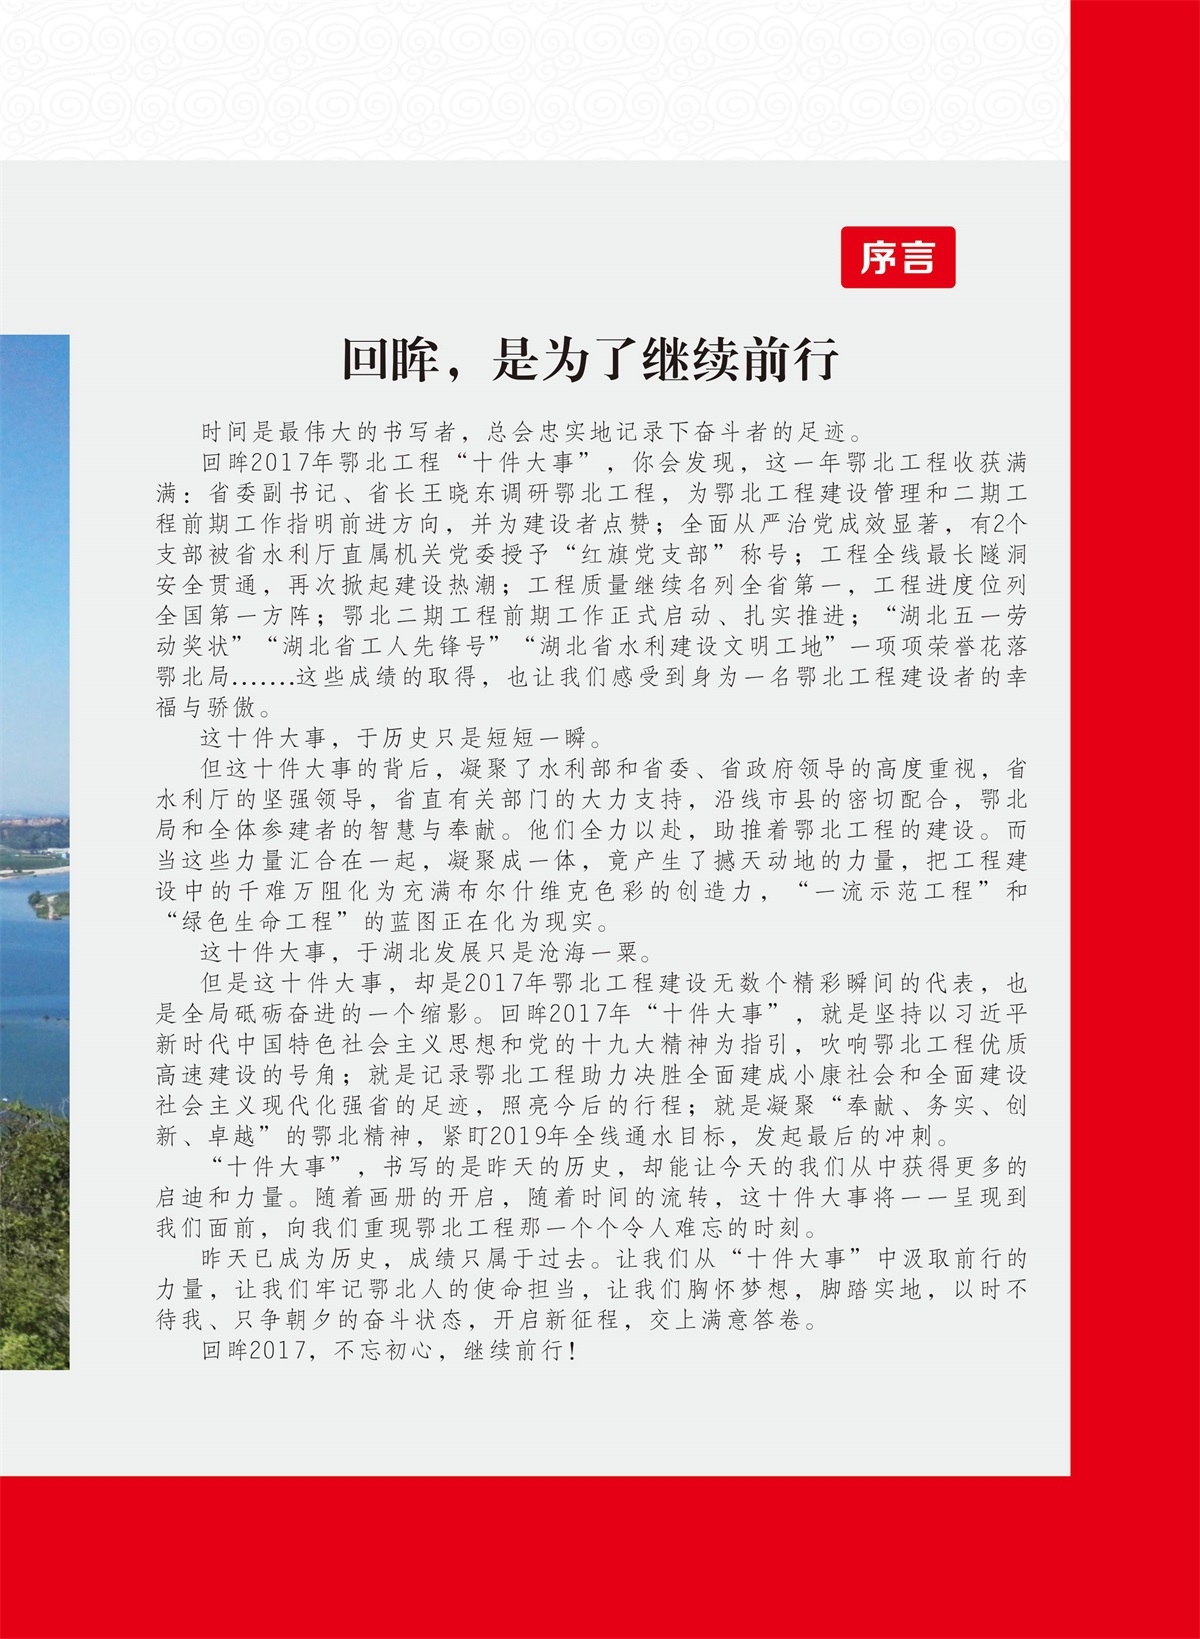 序言
回眸，是为了继续前行
时间是最伟大的书写者，总会忠实地记录下奋斗者的足迹。
回眸2017年鄂北工程“十件大事”，你会发现，这一年鄂北工程收获满
满：省委副书记、省长王晓东调研鄂北工程，为鄂北工程建设管理和二期工
程前期工作指明前进方向，并为建设者点赞；全面从严治党成效显著，有2个
支部被省水利厅直属机关党委授予“红旗党支部”称号；工程全线最长隧洞
安全贯通，再次掀起建设热潮；工程质量继续名列全省第一，工程进度位列
全国第一方阵；鄂北二期工程前期工作正式启动、扎实推进；“湖北五一劳
动奖状”“湖北省工人先锋号”“湖北省水利建设文明工地”一项项荣誉花落
鄂北局.......这些成绩的取得，也让我们感受到身为一名鄂北工程建设者的幸
福与骄傲。
这十件大事，于历史只是短短一瞬。
但这十件大事的背后，凝聚了水利部和省委、省政府领导的高度重视，省
水利厅的坚强领导，省直有关部门的大力支持，沿线市县的密切配合，鄂北
局和全体参建者的智慧与奉献。他们全力以赴，助推着鄂北工程的建设。而
当这些力量汇合在一起，凝聚成一体，竟产生了撼天动地的力量，把工程建
设中的千难万阻化为充满布尔什维克色彩的创造力，“一流示范工程”和
“绿色生命工程”的蓝图正在化为现实。
这十件大事，于湖北发展只是沧海一粟。
但是这十件大事，却是2017年鄂北工程建设无数个精彩瞬间的代表，也
是全局砥砺奋进的一个缩影。回眸2017年“十件大事”，就是坚持以习近平
新时代中国特色社会主义思想和党的十九大精神为指引，吹响鄂北工程优质
高速建设的号角；就是记录鄂北工程助力决胜全面建成小康社会和全面建设
社会主义现代化强省的足迹，照亮今后的行程；就是凝聚“奉献、务实、创
新、卓越”的鄂北精神，紧盯2019年全线通水目标，发起最后的冲刺。
“十件大事”，书写的是昨天的历史，却能让今天的我们从中获得更多的
启迪和力量。随着画册的开启，随着时间的流转，这十件大事将一一呈现到
我们面前，向我们重现鄂北工程那一个个令人难忘的时刻。
昨天已成为历史，成绩只属于过去。让我们从“十件大事”中汲取前行的
力量，让我们牢记鄂北人的使命担当，让我们胸怀梦想，脚踏实地，以时不
待我、只争朝夕的奋斗状态，开启新征程，交上满意答卷。
回眸2017，不忘初心，继续前行！